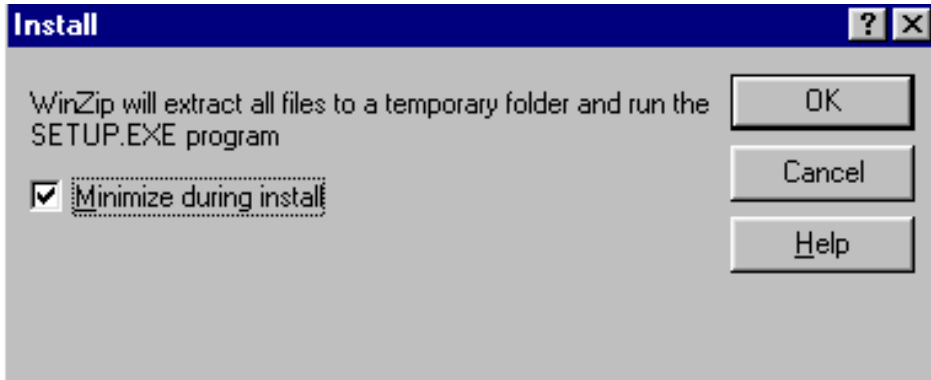 Install
WinZip will extract all files to a temporary folder and run the
SETUP.EXE program
Minimize during install
OK
Cancel
Help